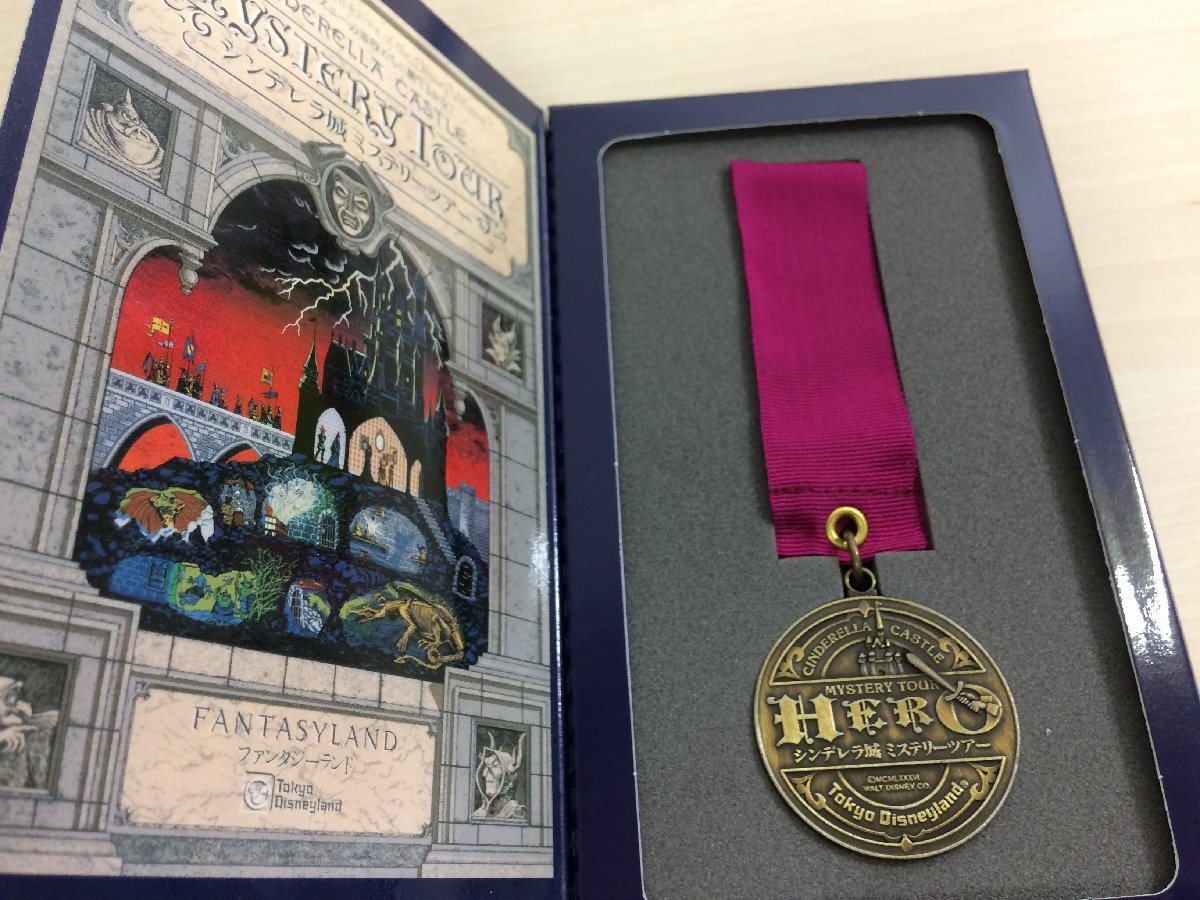 CINDERELLA CASTLE
MYSTERY TOUR
シンデレラ城 ミステリーツアー
FANTASYLAND
ファンタジーランド
Tokyo
Disneyland
CINDERELLA CASTLE
MYSTERY TOUR
HERO
シンデレラ城 ミステリーツアー
©MCMLXXXVI
WALT DISNEY CO.
Tokyo Disneyland®